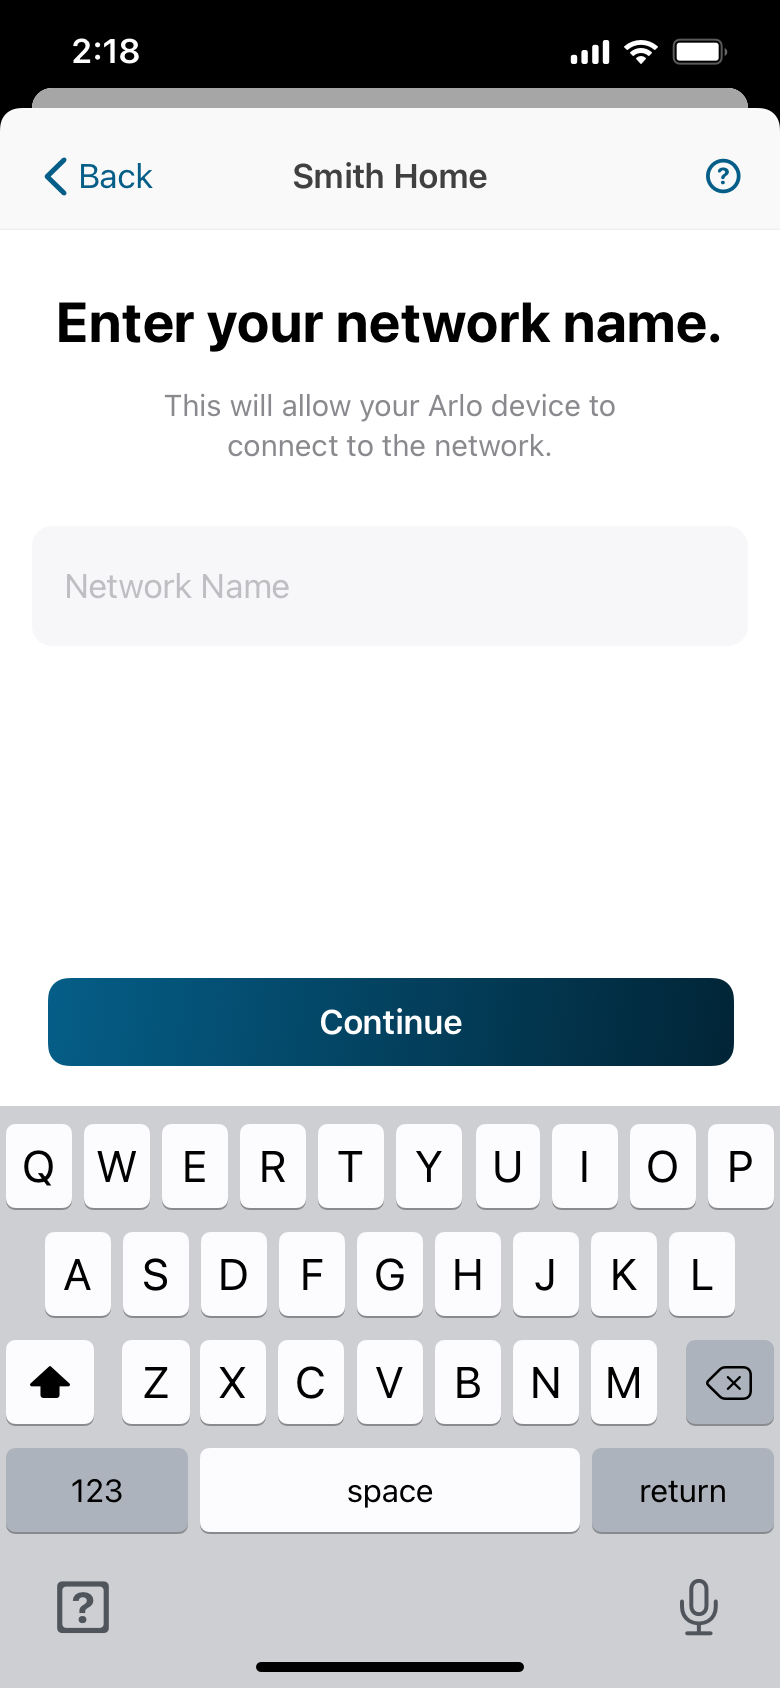 2:18
Back
Smith Home
?
Enter your network name.
This will allow your Arlo device to
connect to the network.
Network Name
Continue
Q W E R T Y U I O P
A S D F G H J K L
Z X C V B N M
123 space return
?